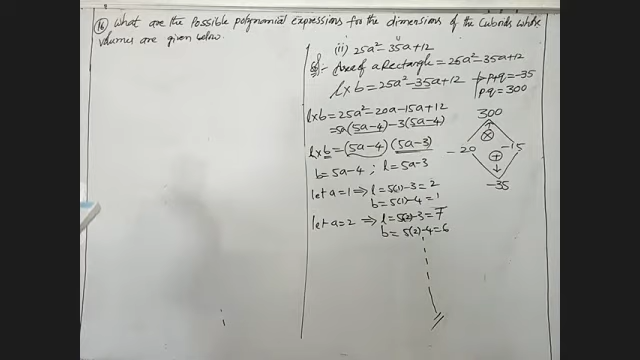 (16) What are the Possible polynomial expressions for the dimensions of the Cuboids whose
volumes are given below.
(ii) 25a² - 35a + 12
Sol:- Area of a Rectangle = 25a² - 35a + 12
l × b = 25a² - 35a + 12
p+q = -35
p.q = 300
l×b = 25a² - 20a - 15a + 12
= 5a(5a-4) - 3(5a-4)
l×b = (5a-4) (5a-3)
b = 5a-4 ; l = 5a-3
let a=1 ⇒ l = 5(1)-3 = 2
b = 5(1)-4 = 1
let a=2 ⇒ l = 5(2)-3 = 7
b = 5(2)-4 = 6
300
×
-20 -15
+
-35